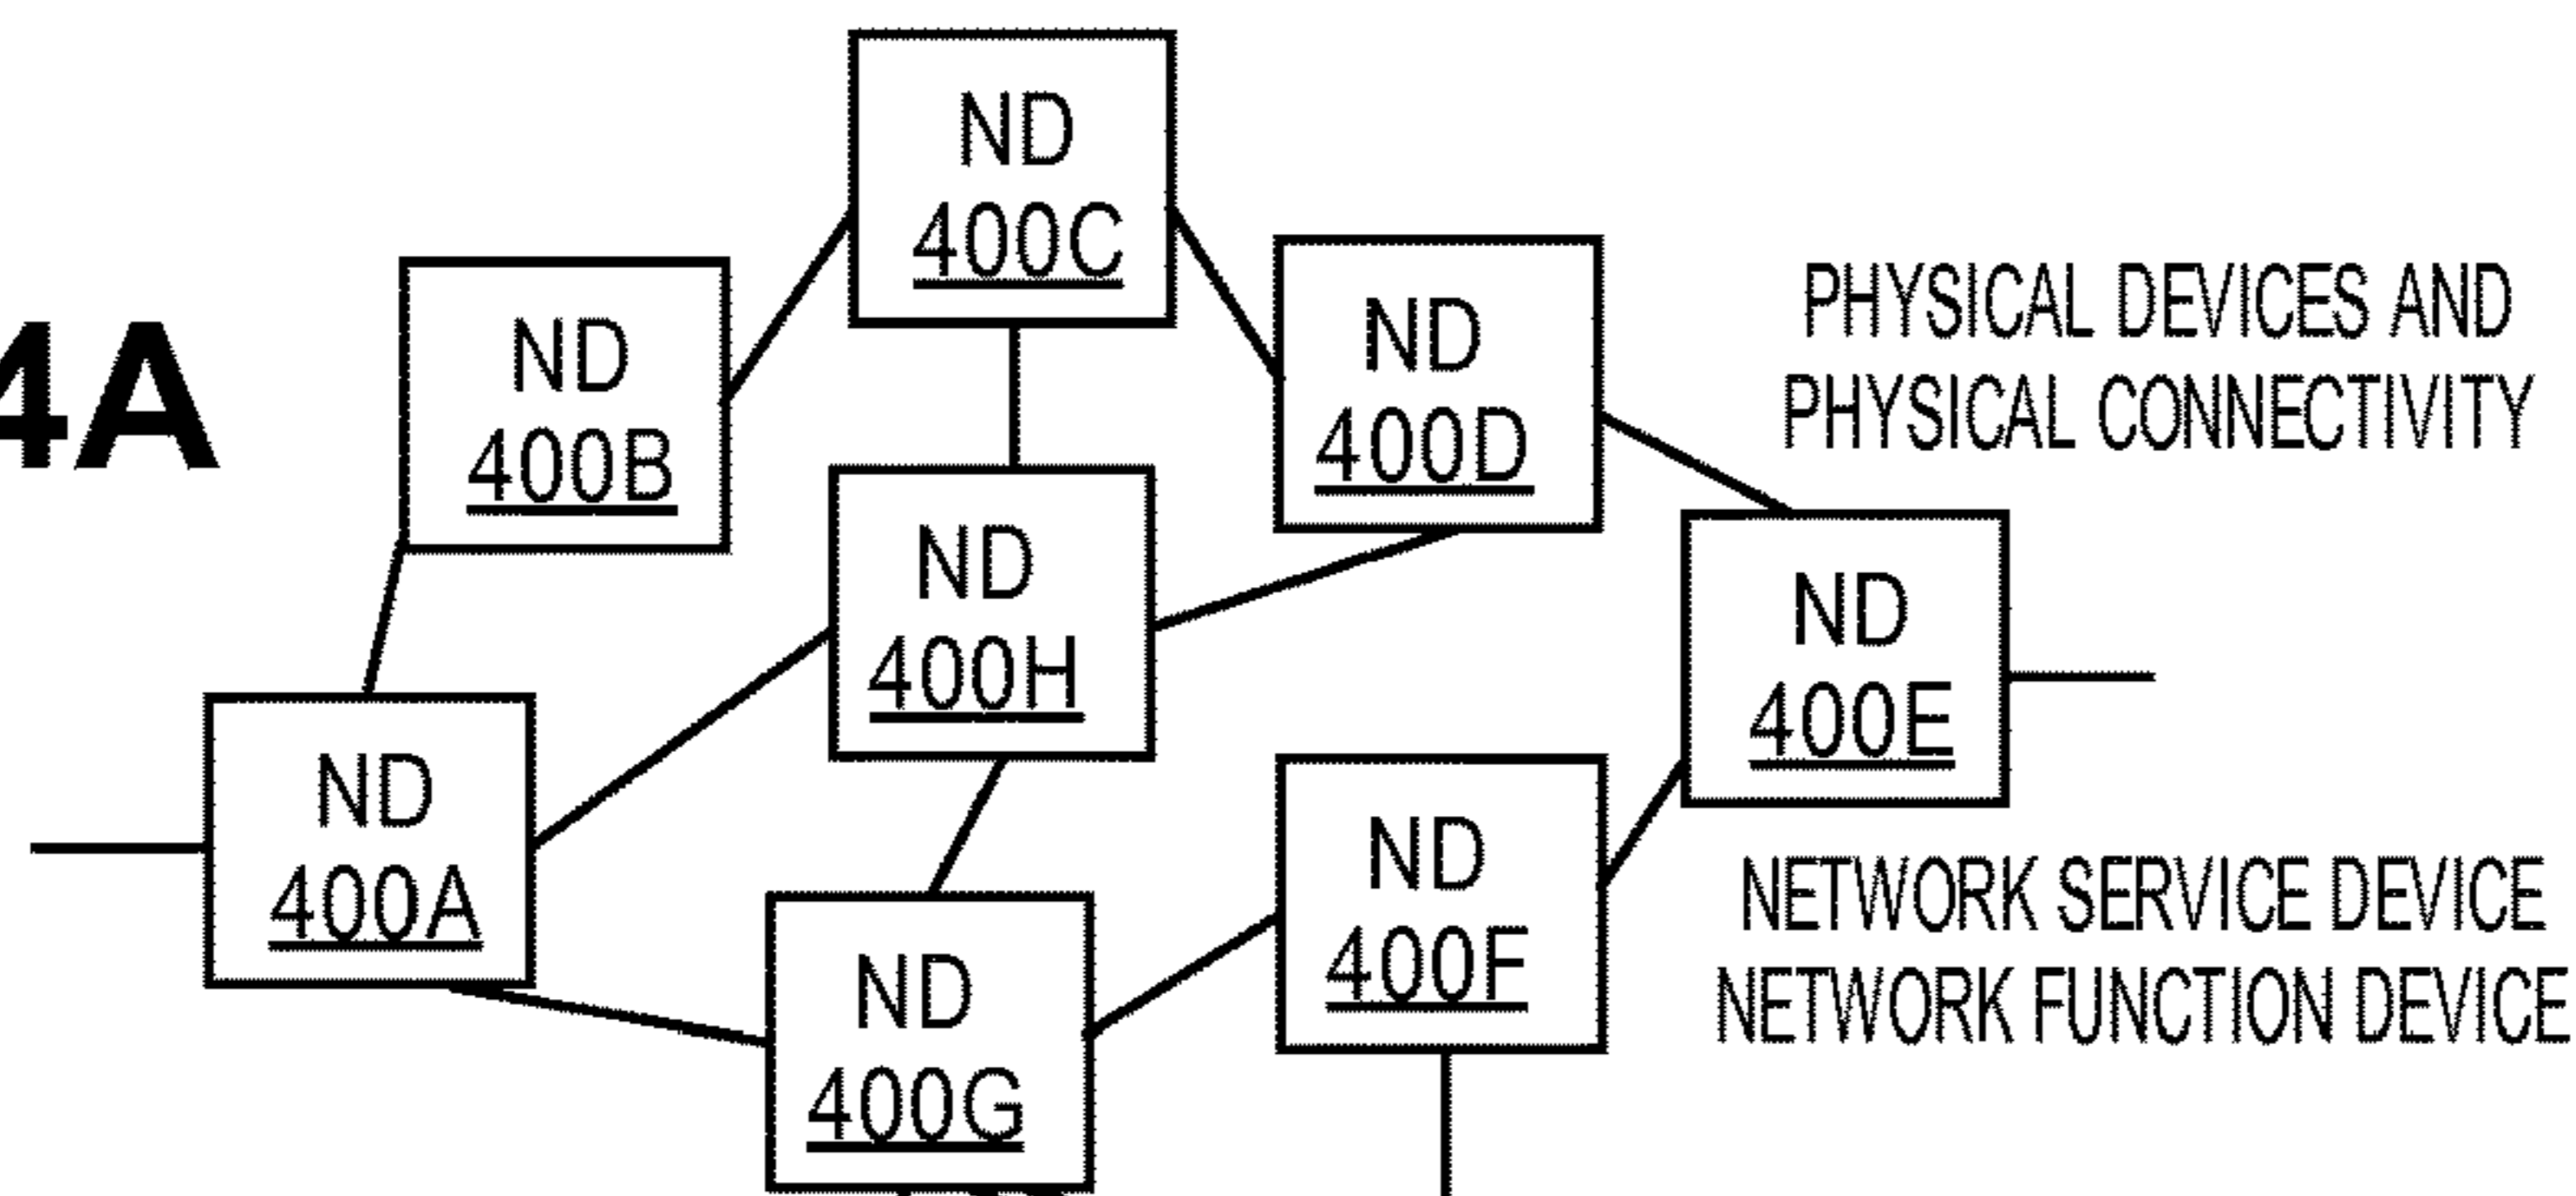 4A
ND
400C
ND
400B
ND
400D
PHYSICAL DEVICES AND
PHYSICAL CONNECTIVITY
ND
400H
ND
400E
ND
400A
ND
400F
NETWORK SERVICE DEVICE
NETWORK FUNCTION DEVICE
ND
400G